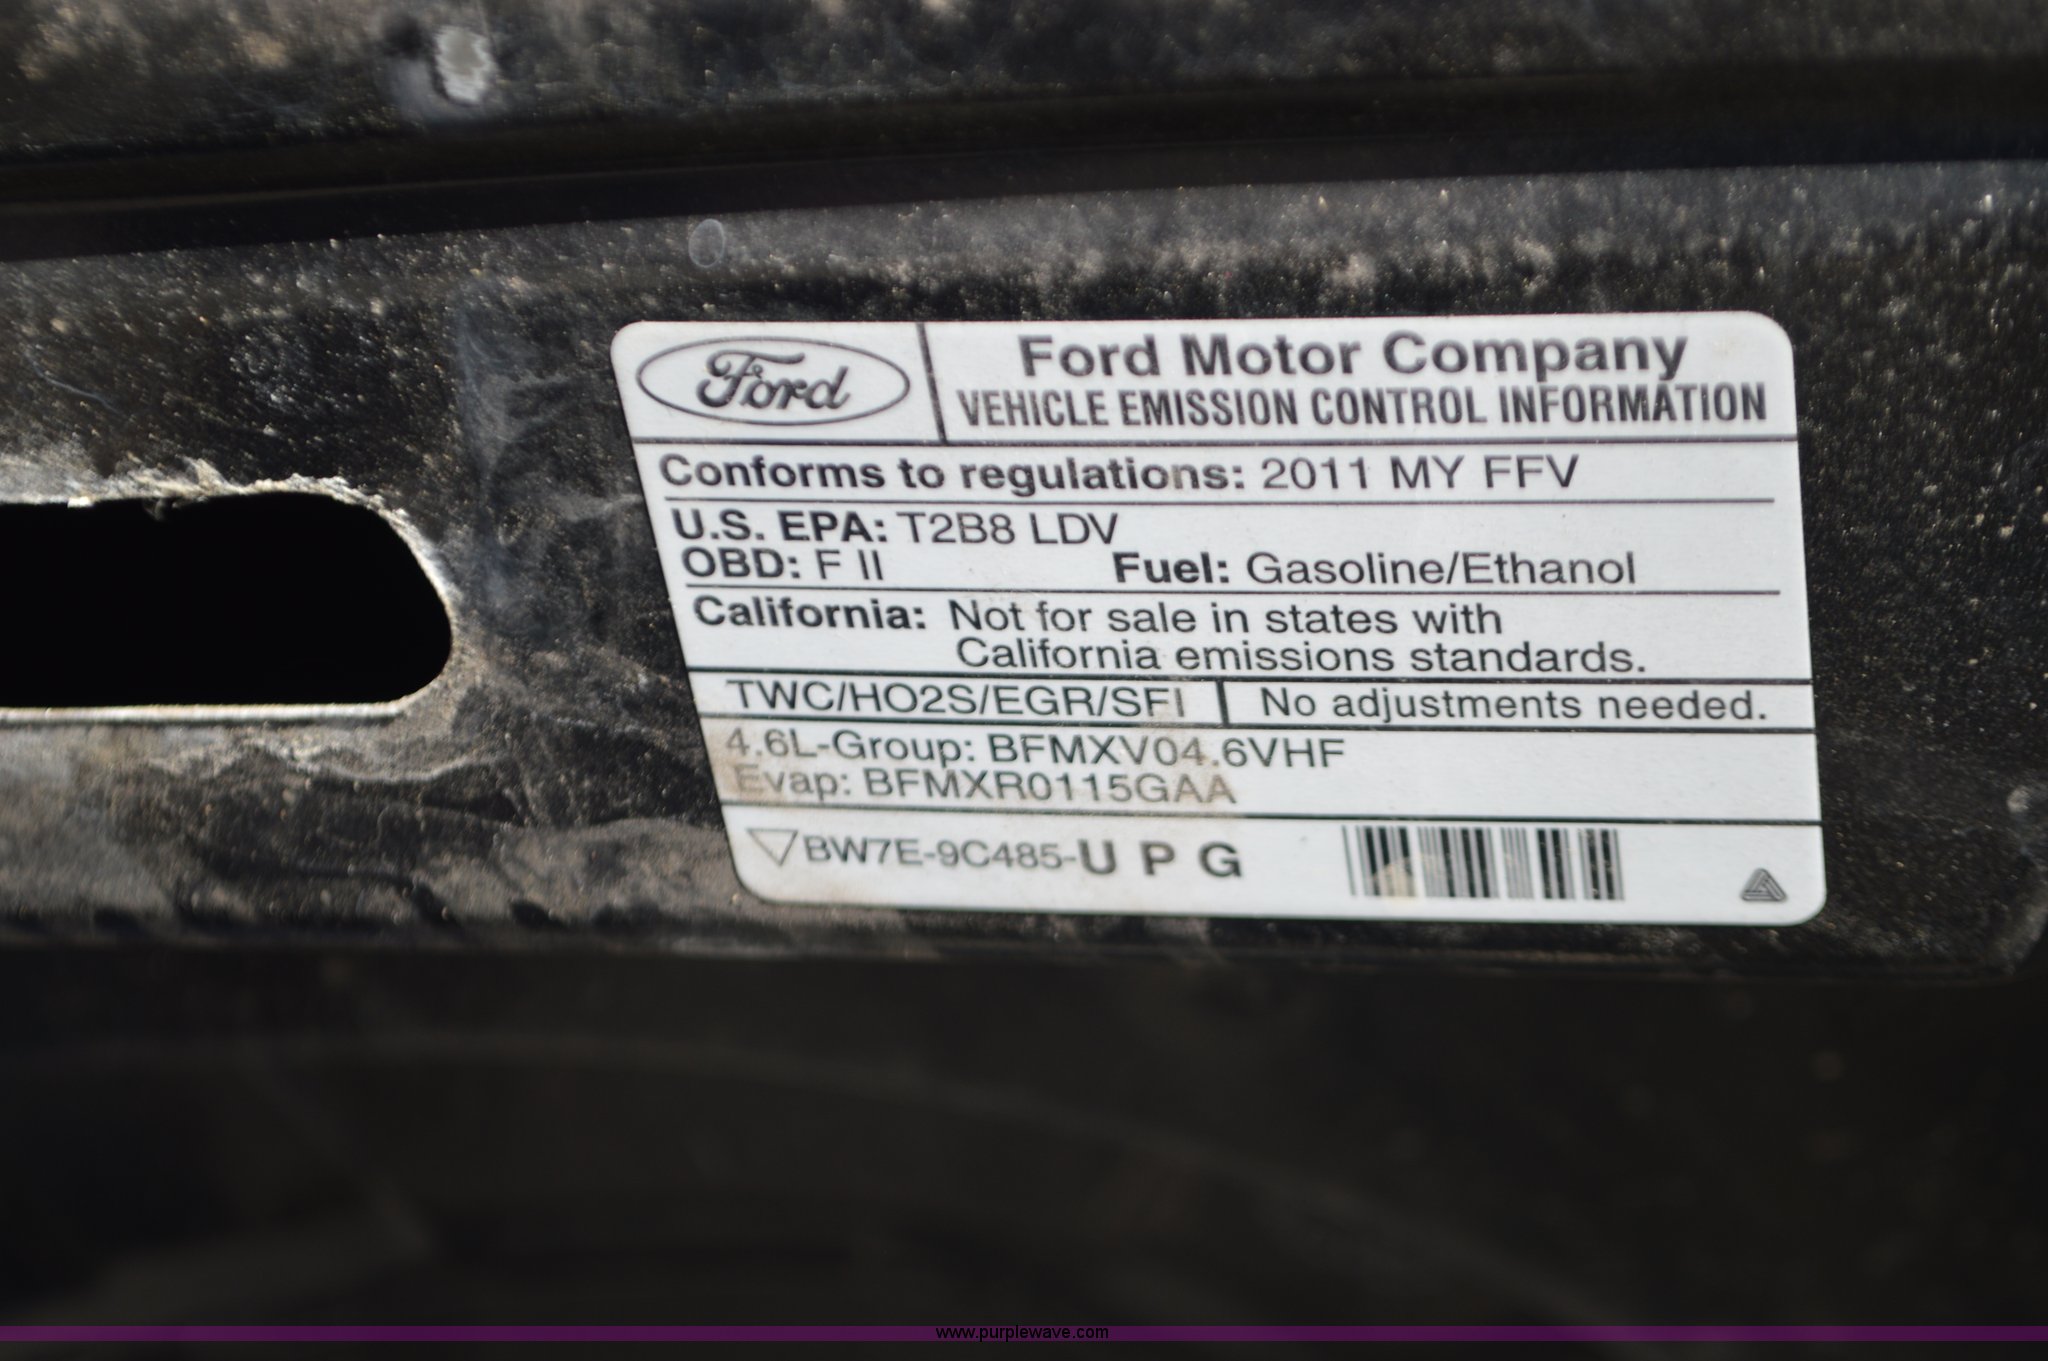 Ford
Ford Motor Company
VEHICLE EMISSION CONTROL INFORMATION
Conforms to regulations: 2011 MY FFV
U.S. EPA: T2B8 LDV
OBD: F II Fuel: Gasoline/Ethanol
California: Not for sale in states with
California emissions standards.
TWC/HO2S/EGR/SFI No adjustments needed.
4.6L-Group: BFMXV04.6VHF
Evap: BFMXR0115GAA
BW7E-9C485-U P G
www.purplewave.com